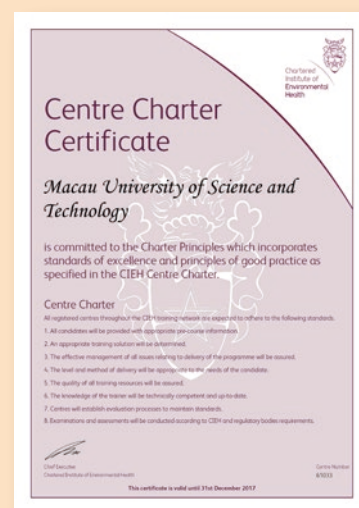 Chartered
Institute of
Environmental
Health
Centre Charter
Certificate
Macau University of Science and
Technology
is committed to the Charter Principles which incorporates
standards of excellence and principles of good practice as
specified in the CIEH Centre Charter.
Centre Charter
All registered centres throughout the CIEH training network are expected to adhere to the following standards.
1. All candidates will be provided with appropriate pre-course information.
2. An appropriate training solution will be determined.
3. The effective management of all issues relating to delivery of the programme will be assured.
4. The level and method of delivery will be appropriate to the needs of the candidate.
5. The quality of all training resources will be assured.
6. The knowledge of the trainer will be technically competent and up-to-date.
7. Centres will establish evaluation processes to maintain standards.
8. Examinations and assessments will be conducted according to CIEH and regulatory bodies requirements.
Chief Executive
Chartered Institute of Environmental Health
Centre Number
This certificate is valid until 31st December 2017